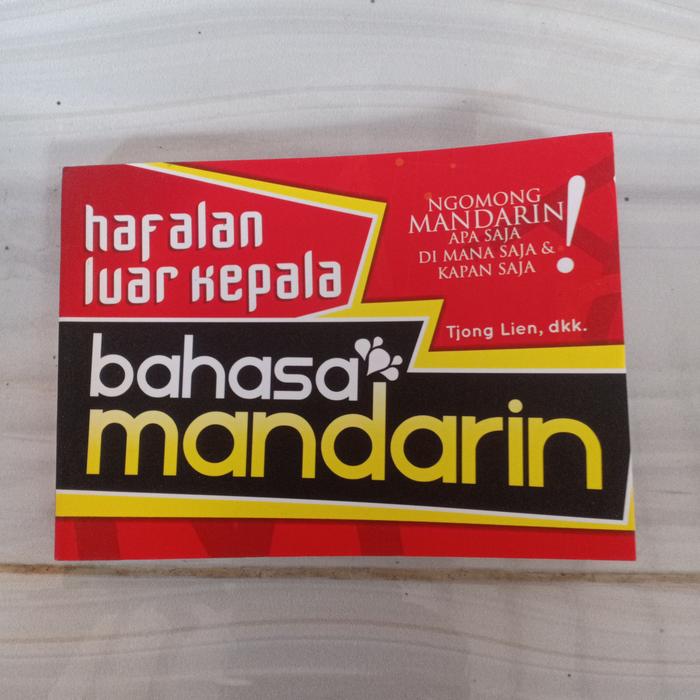 hafalan
luar kepala
NGOMONG
MANDARIN!
APA SAJA
DI MANA SAJA &
KAPAN SAJA
Tjong Lien, dkk.
bahasa
mandarin